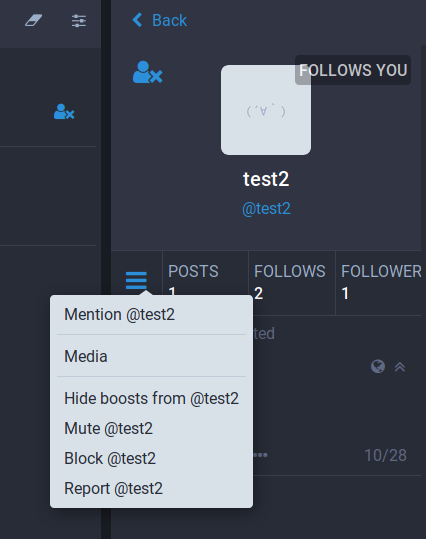 Back
FOLLOWS YOU
(´∀｀)
test2
@test2
POSTS
1
FOLLOWS
2
FOLLOWER
1
Mention @test2
Media
Hide boosts from @test2
Mute @test2
Block @test2
Report @test2
ted
10/28